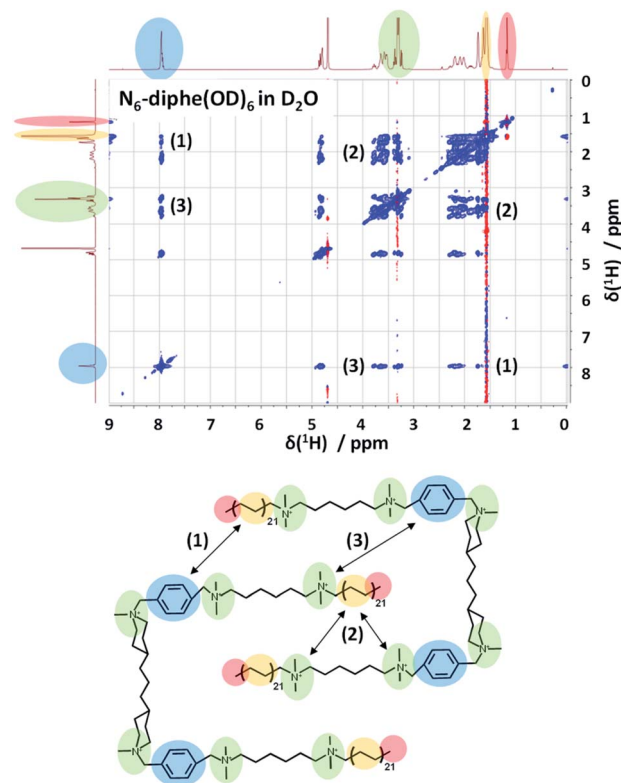 N₆-diphe(OD)₆ in D₂O
(1)
(2)
(3)
(2)
(3)
(1)
0
1
2
3
4
5
6
7
8
δ(¹H) / ppm
9 8 7 6 5 4 3 2 1 0
δ(¹H) / ppm
21 N⁺ N⁺
N⁺
(1)
(3)
N⁺ N⁺ N⁺ 21
(2)
N⁺
21 N⁺ N⁺ N⁺
N⁺ N⁺ N⁺ 21